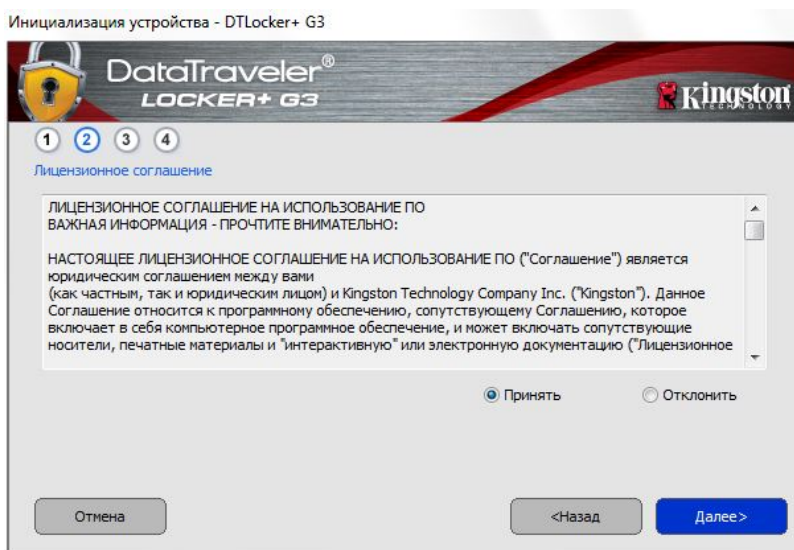 Инициализация устройства - DTLocker+ G3
DataTraveler®
LOCKER+ G3
Kingston
TECHNOLOGY
1 2 3 4
Лицензионное соглашение
ЛИЦЕНЗИОННОЕ СОГЛАШЕНИЕ НА ИСПОЛЬЗОВАНИЕ ПО
ВАЖНАЯ ИНФОРМАЦИЯ - ПРОЧТИТЕ ВНИМАТЕЛЬНО:
НАСТОЯЩЕЕ ЛИЦЕНЗИОННОЕ СОГЛАШЕНИЕ НА ИСПОЛЬЗОВАНИЕ ПО ("Соглашение") является
юридическим соглашением между вами
(как частным, так и юридическим лицом) и Kingston Technology Company Inc. ("Kingston"). Данное
Соглашение относится к программному обеспечению, сопутствующему Соглашению, которое
включает в себя компьютерное программное обеспечение, и может включать сопутствующие
носители, печатные материалы и "интерактивную" или электронную документацию ("Лицензионное
Принять
Отклонить
Отмена
<Назад
Далее>